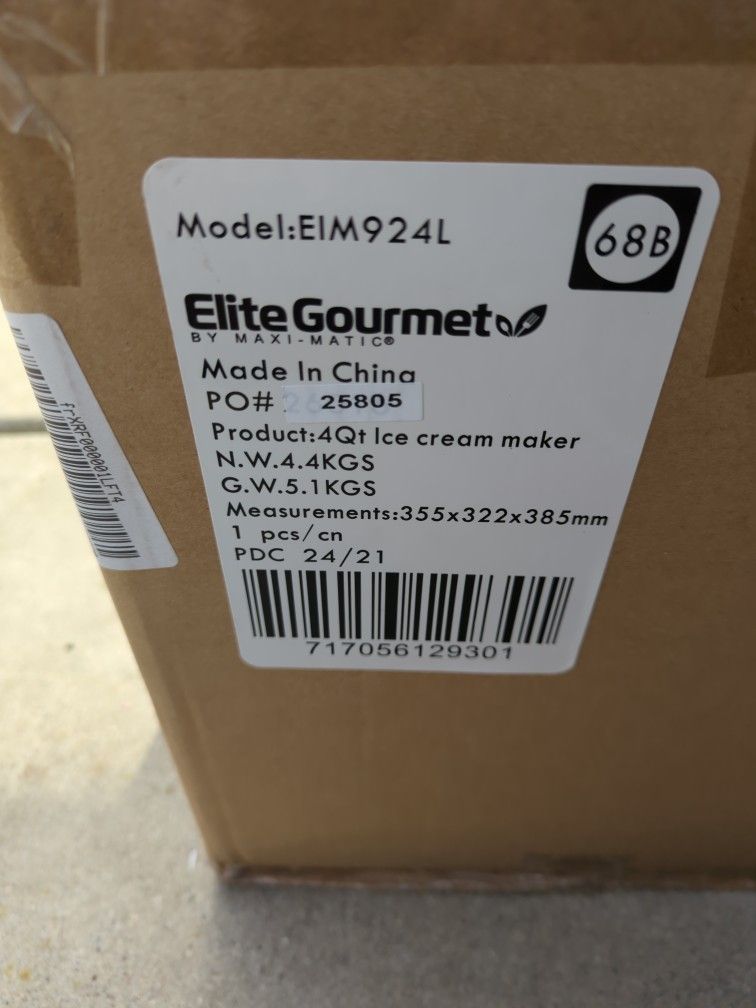 Model:EIM924L
68B
Elite Gourmet
BY MAXI-MATIC®
Made In China
PO# 25805
Product:4Qt Ice cream maker
N.W.4.4KGS
G.W.5.1KGS
Measurements:355x322x385mm
1 pcs/cn
PDC 24/21
717056129301
frXRF000001LFT4